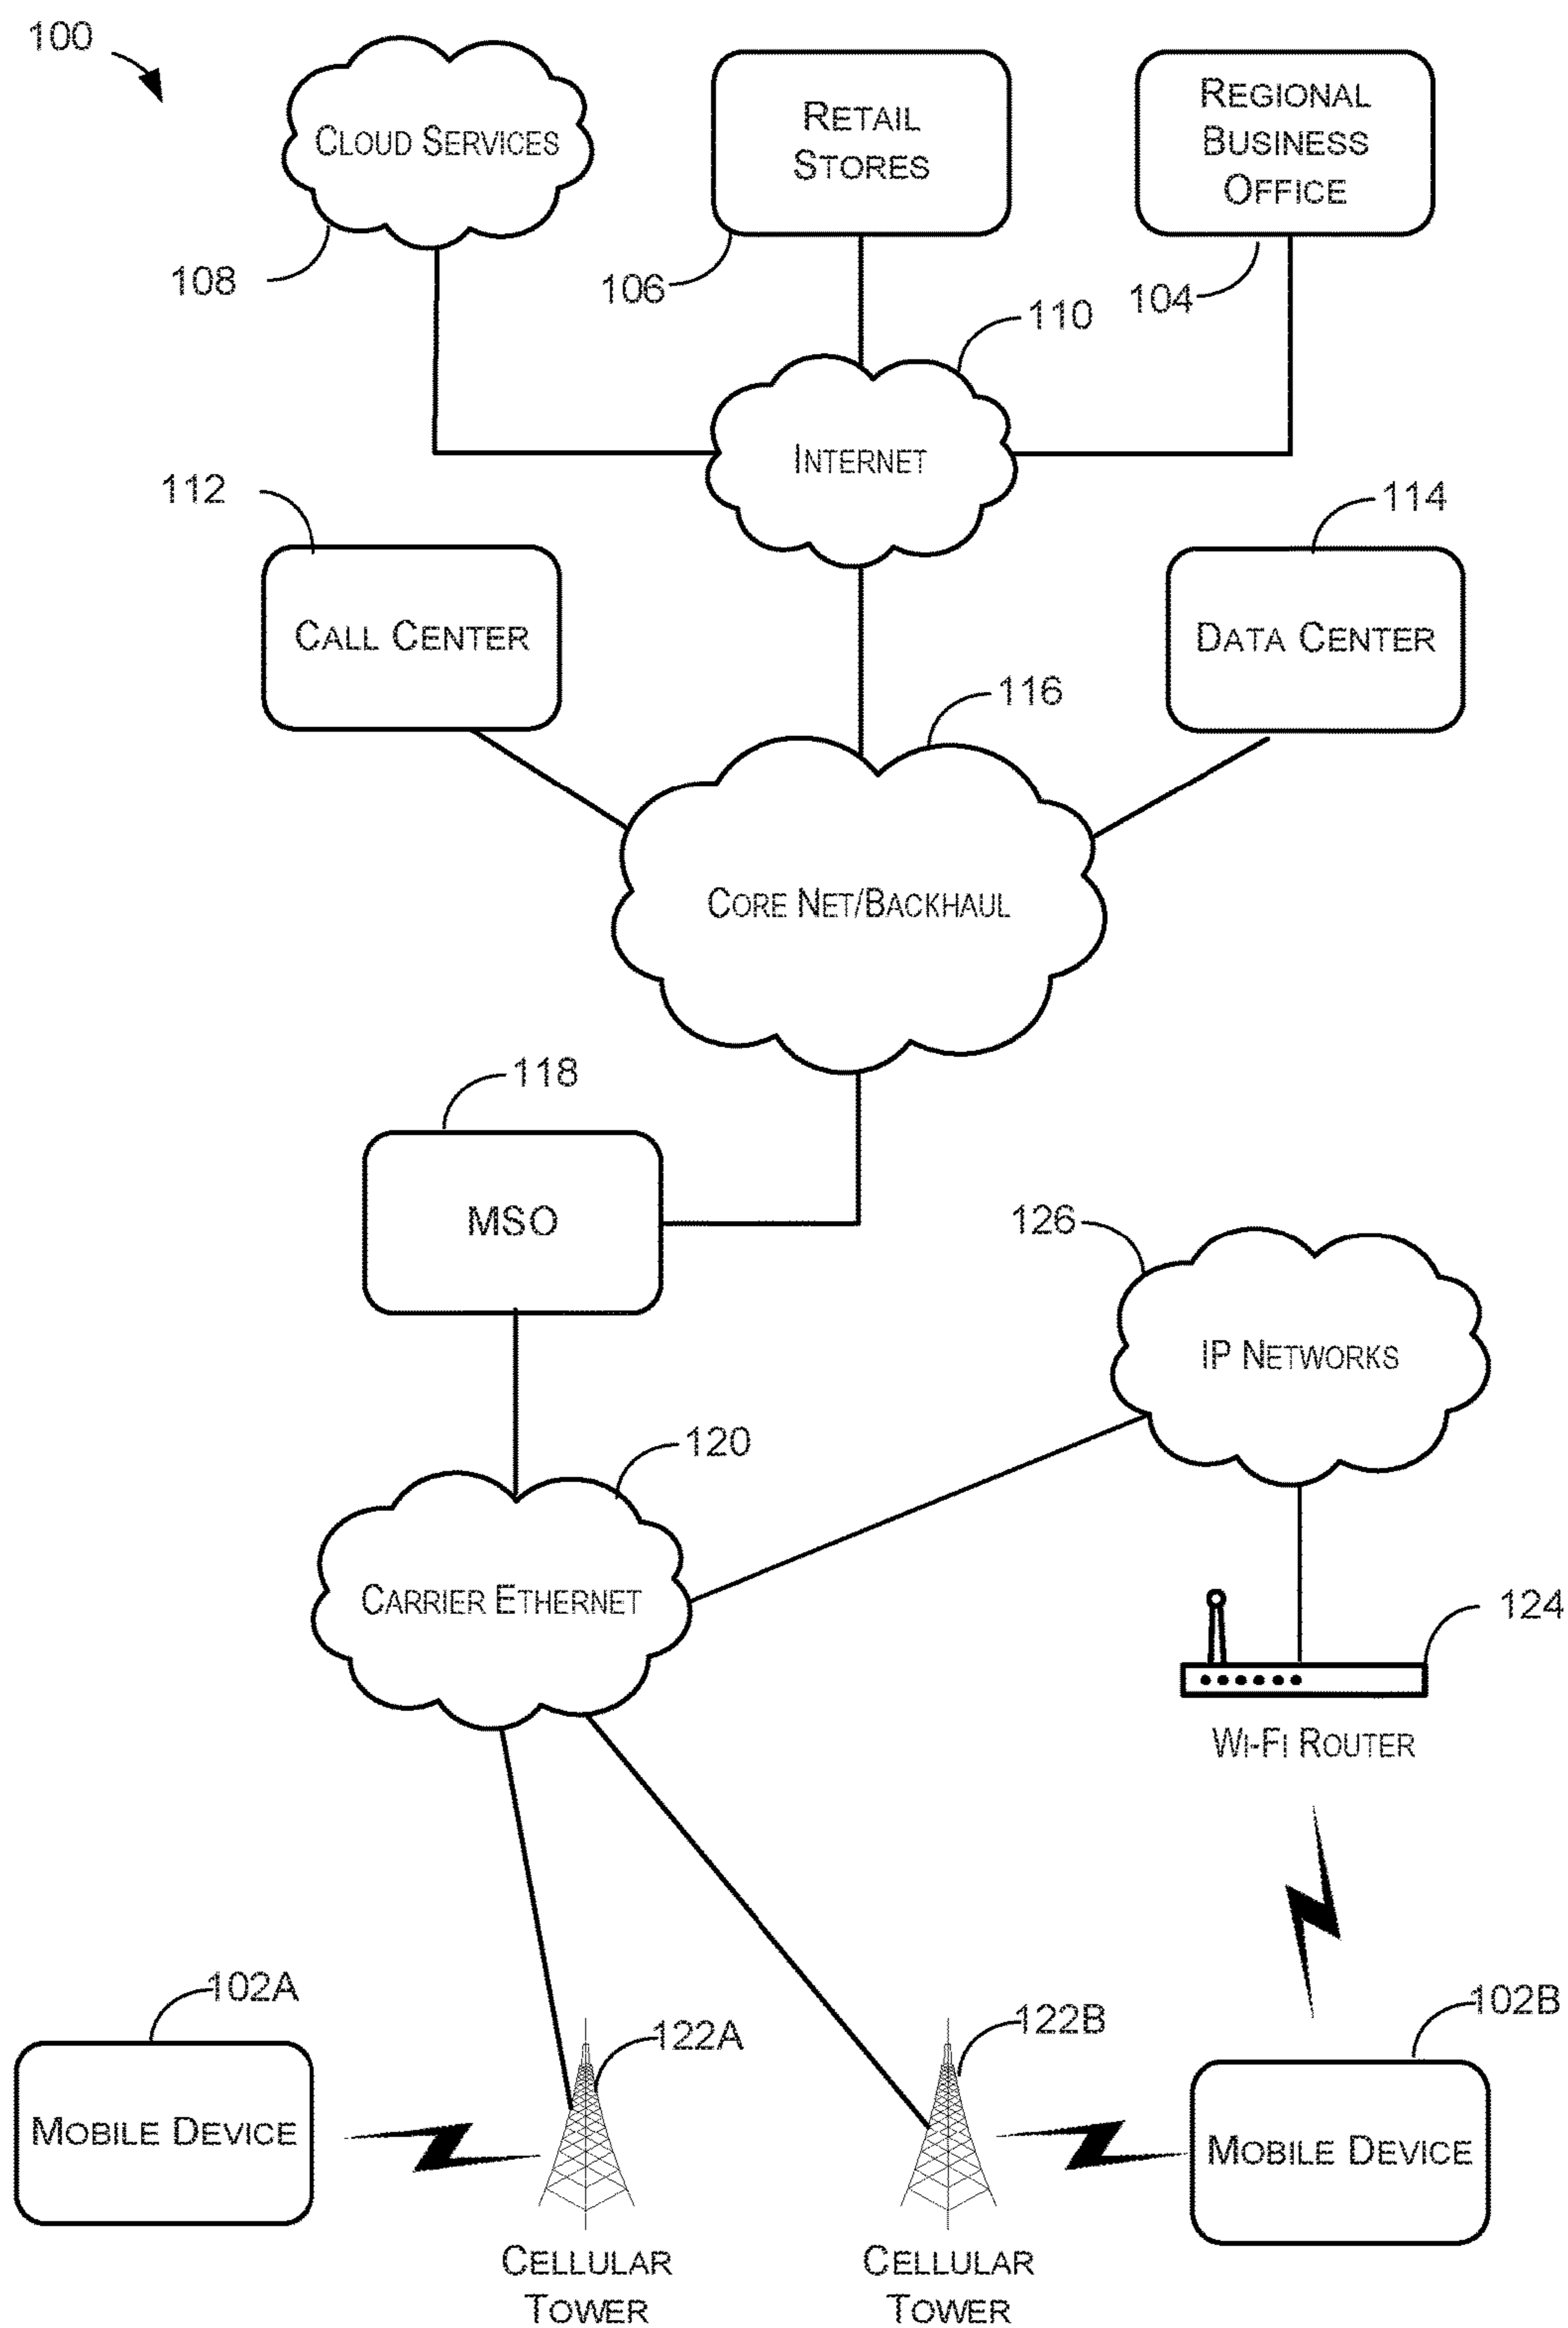 100
CLOUD SERVICES
RETAIL
STORES
REGIONAL
BUSINESS
OFFICE
108
106
104
110
INTERNET
112
114
CALL CENTER
DATA CENTER
116
CORE NET/BACKHAUL
118
MSO
126
IP NETWORKS
120
CARRIER ETHERNET
124
WI-FI ROUTER
102A
122A
122B
102B
MOBILE DEVICE
MOBILE DEVICE
CELLULAR
TOWER
CELLULAR
TOWER